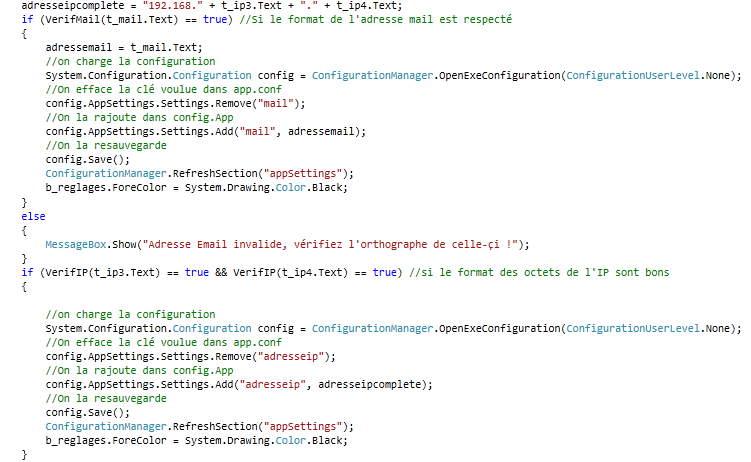 adresseipcomplete = "192.168." + t_ip3.Text + "." + t_ip4.Text;
if (VerifMail(t_mail.Text) == true) //Si le format de l'adresse mail est respecté
{
adressemail = t_mail.Text;
//on charge la configuration
System.Configuration.Configuration config = ConfigurationManager.OpenExeConfiguration(ConfigurationUserLevel.None);
//On efface la clé voulue dans app.conf
config.AppSettings.Settings.Remove("mail");
//On la rajoute dans config.App
config.AppSettings.Settings.Add("mail", adressemail);
//On la resauvegarde
config.Save();
ConfigurationManager.RefreshSection("appSettings");
b_reglages.ForeColor = System.Drawing.Color.Black;
}
else
{
MessageBox.Show("Adresse Email invalide, vérifiez l'orthographe de celle-çi !");
}
if (VerifIP(t_ip3.Text) == true && VerifIP(t_ip4.Text) == true) //si le format des octets de l'IP sont bons
{
//on charge la configuration
System.Configuration.Configuration config = ConfigurationManager.OpenExeConfiguration(ConfigurationUserLevel.None);
//On efface la clé voulue dans app.conf
config.AppSettings.Settings.Remove("adresseip");
//On la rajoute dans config.App
config.AppSettings.Settings.Add("adresseip", adresseipcomplete);
//On la resauvegarde
config.Save();
ConfigurationManager.RefreshSection("appSettings");
b_reglages.ForeColor = System.Drawing.Color.Black;
}